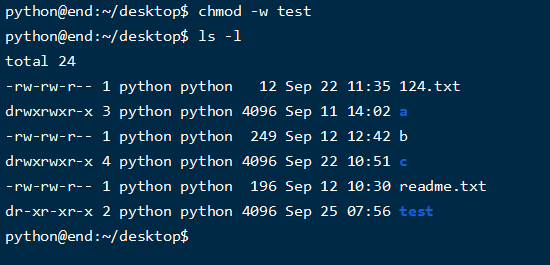 python@end:~/desktop$ chmod -w test
python@end:~/desktop$ ls -l
total 24
-rw-rw-r-- 1 python python   12 Sep 22 11:35 124.txt
drwxrwxr-x 3 python python 4096 Sep 11 14:02 a
-rw-rw-r-- 1 python python  249 Sep 12 12:42 b
drwxrwxr-x 4 python python 4096 Sep 22 10:51 c
-rw-rw-r-- 1 python python  196 Sep 12 10:30 readme.txt
dr-xr-xr-x 2 python python 4096 Sep 25 07:56 test
python@end:~/desktop$